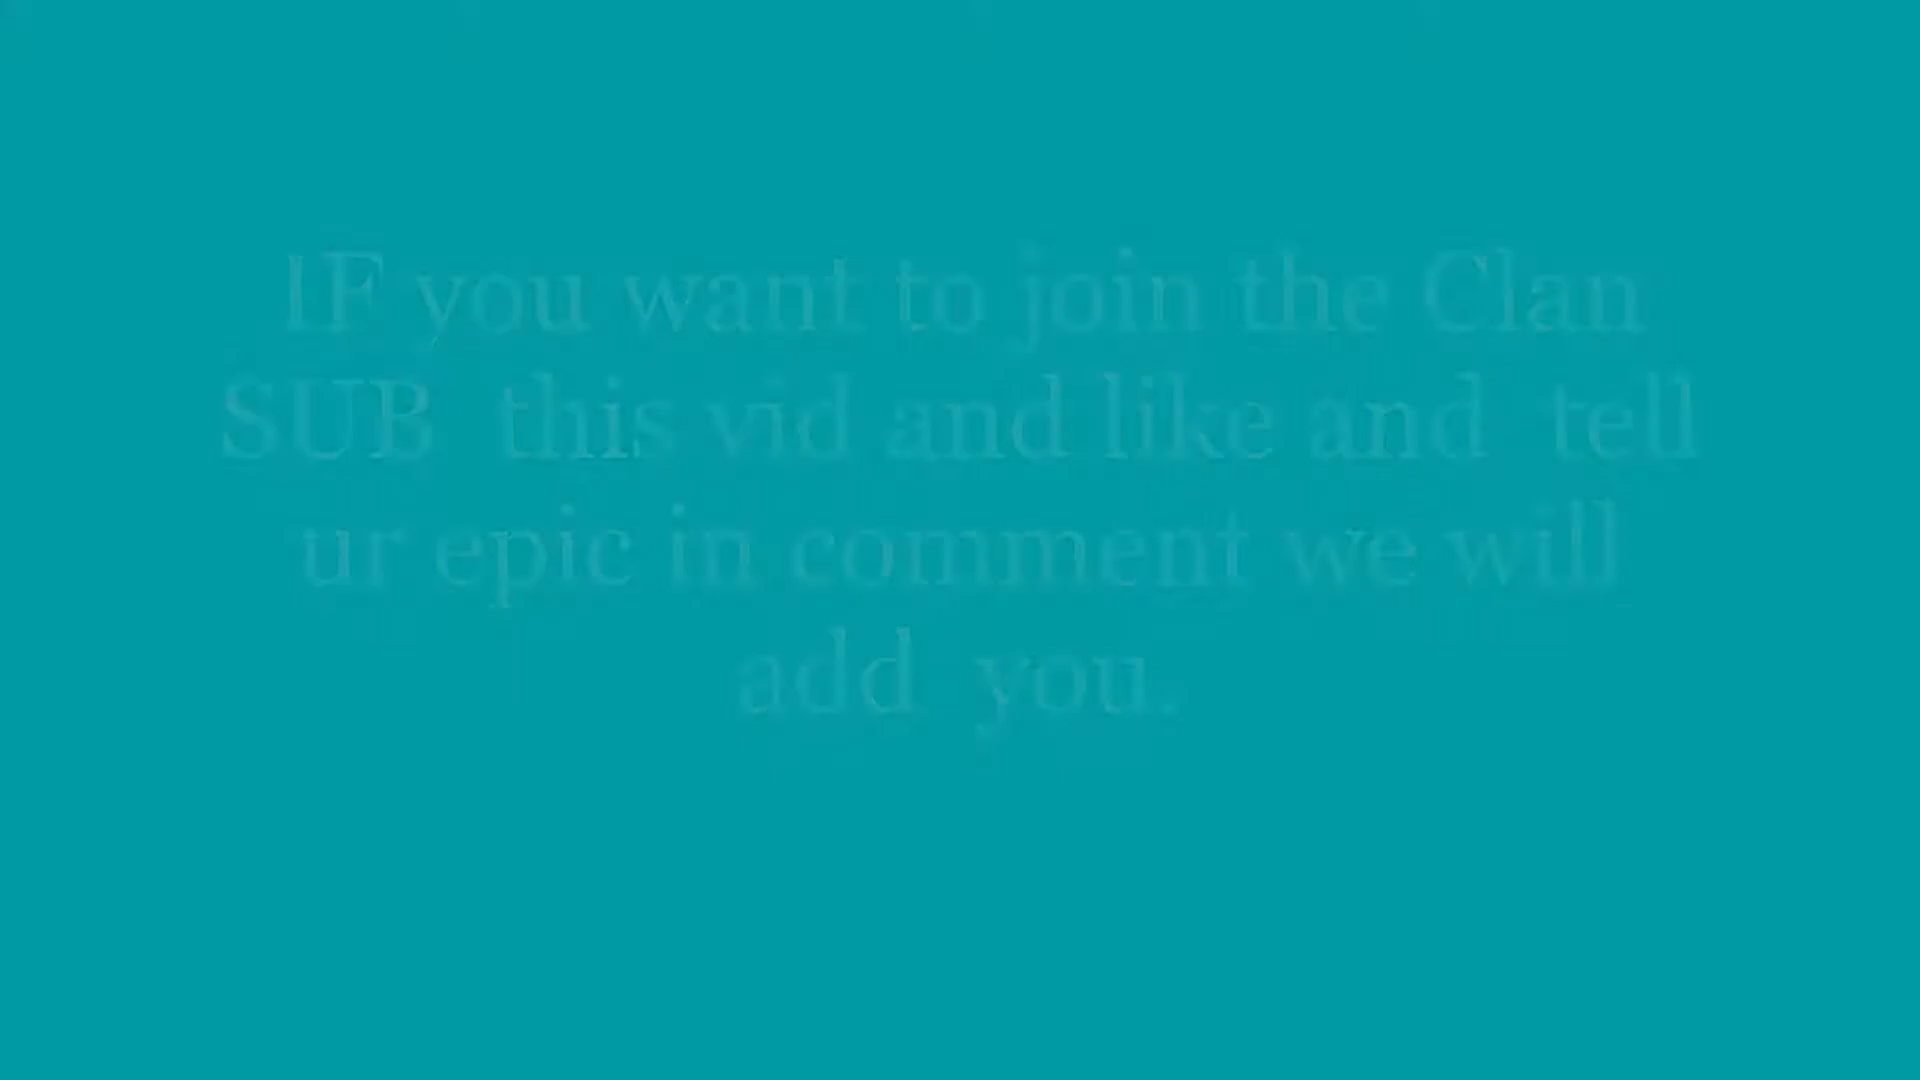 IF you want to join the Clan
SUB this vid and like and tell
ur epic in comment we will
add you.